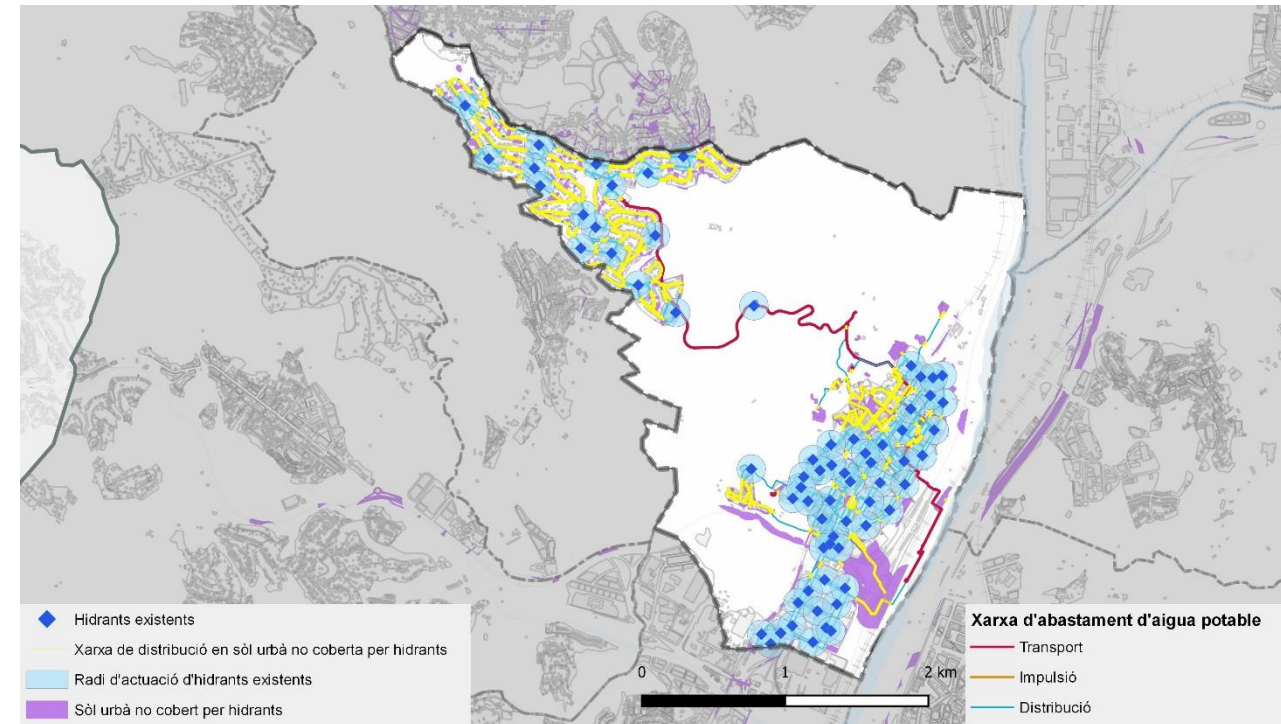 Hidrants existents
Xarxa de distribució en sòl urbà no coberta per hidrants
Radi d'actuació d'hidrants existents
Sòl urbà no cobert per hidrants
0 1 2 km
Xarxa d'abastament d'aigua potable
Transport
Impulsió
Distribució